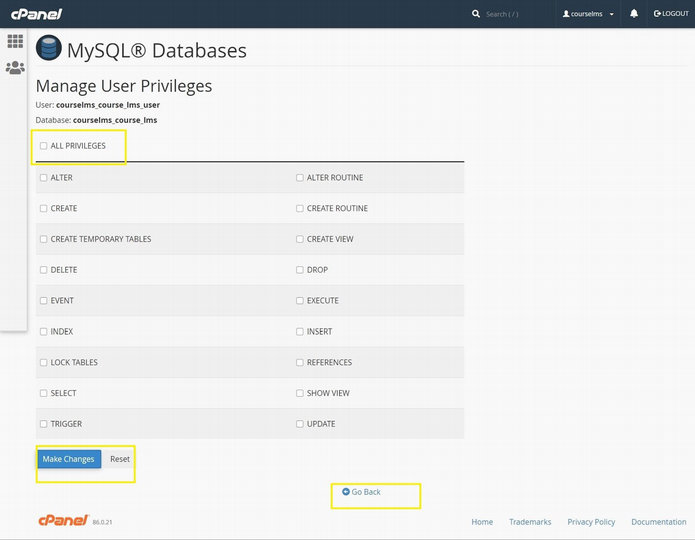 cPanel
Search ( / )
courselms
LOGOUT
MySQL® Databases
Manage User Privileges
User: courselms_course_lms_user
Database: courselms_course_lms
ALL PRIVILEGES
ALTER
ALTER ROUTINE
CREATE
CREATE ROUTINE
CREATE TEMPORARY TABLES
CREATE VIEW
DELETE
DROP
EVENT
EXECUTE
INDEX
INSERT
LOCK TABLES
REFERENCES
SELECT
SHOW VIEW
TRIGGER
UPDATE
Make Changes
Reset
Go Back
cPanel
86.0.21
Home
Trademarks
Privacy Policy
Documentation